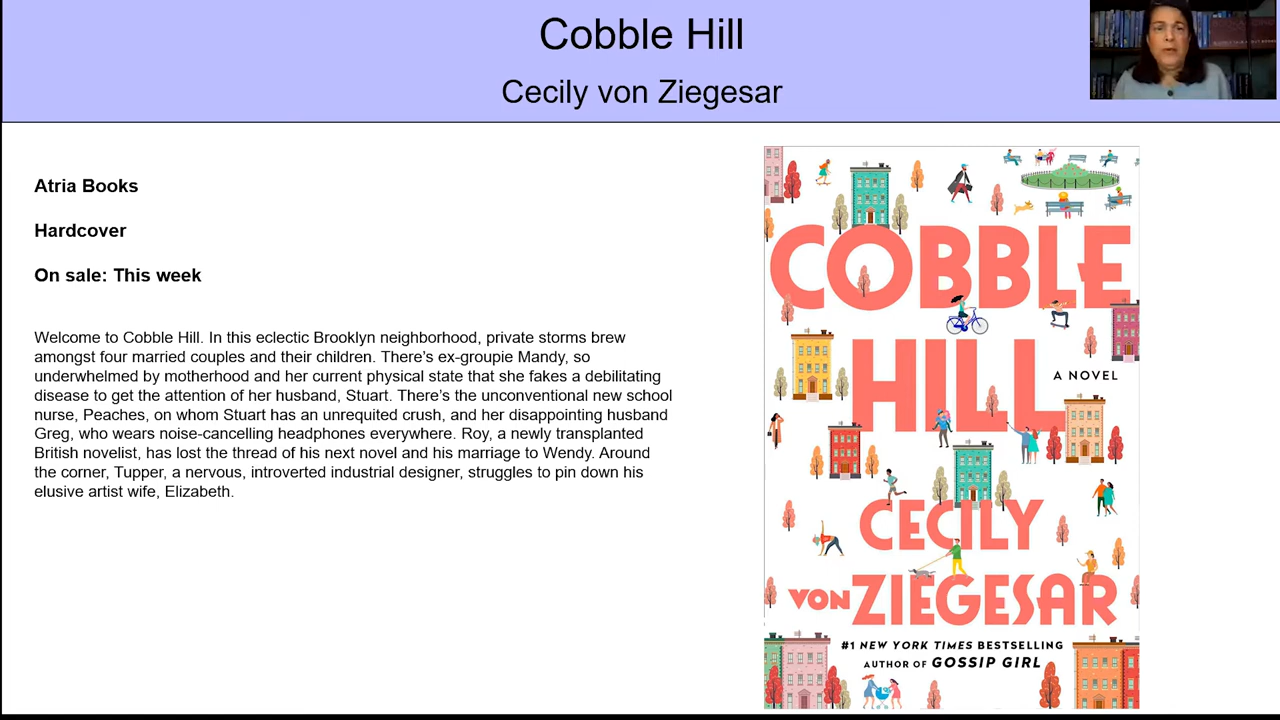 Cobble Hill
Cecily von Ziegesar
Atria Books
Hardcover
On sale: This week
Welcome to Cobble Hill. In this eclectic Brooklyn neighborhood, private storms brew
amongst four married couples and their children. There’s ex-groupie Mandy, so
underwhelmed by motherhood and her current physical state that she fakes a debilitating
disease to get the attention of her husband, Stuart. There’s the unconventional new school
nurse, Peaches, on whom Stuart has an unrequited crush, and her disappointing husband
Greg, who wears noise-cancelling headphones everywhere. Roy, a newly transplanted
British novelist, has lost the thread of his next novel and his marriage to Wendy. Around
the corner, Tupper, a nervous, introverted industrial designer, struggles to pin down his
elusive artist wife, Elizabeth.
COBBLE
HILL
A NOVEL
CECILY
VON ZIEGESAR
#1 NEW YORK TIMES BESTSELLING
AUTHOR OF GOSSIP GIRL